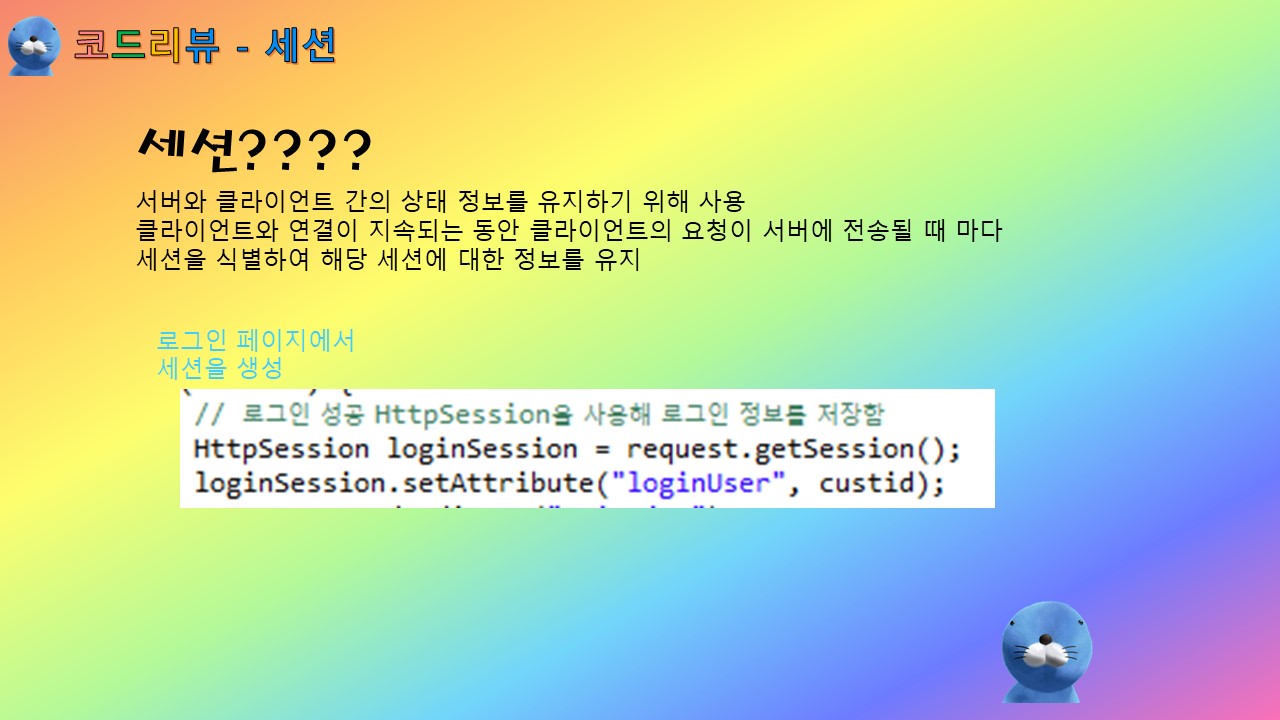 코드리뷰 - 세션
세션????
서버와 클라이언트 간의 상태 정보를 유지하기 위해 사용
클라이언트와 연결이 지속되는 동안 클라이언트의 요청이 서버에 전송될 때 마다
세션을 식별하여 해당 세션에 대한 정보를 유지
로그인 페이지에서
세션을 생성
// 로그인 성공 HttpSession을 사용해 로그인 정보를 저장함
HttpSession loginSession = request.getSession();
loginSession.setAttribute("loginUser", custid);